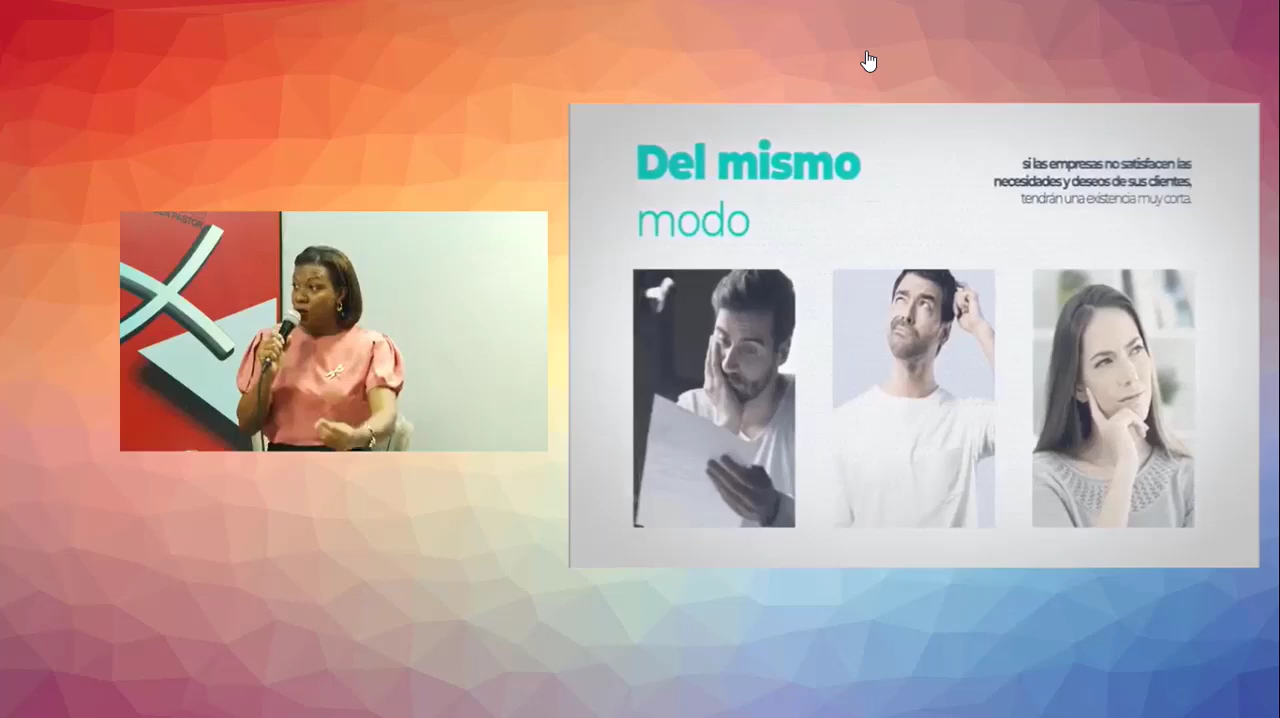 Del mismo
modo
si las empresas no satisfacen las
necesidades y deseos de sus clientes,
tendrán una existencia muy corta.
PASTOR